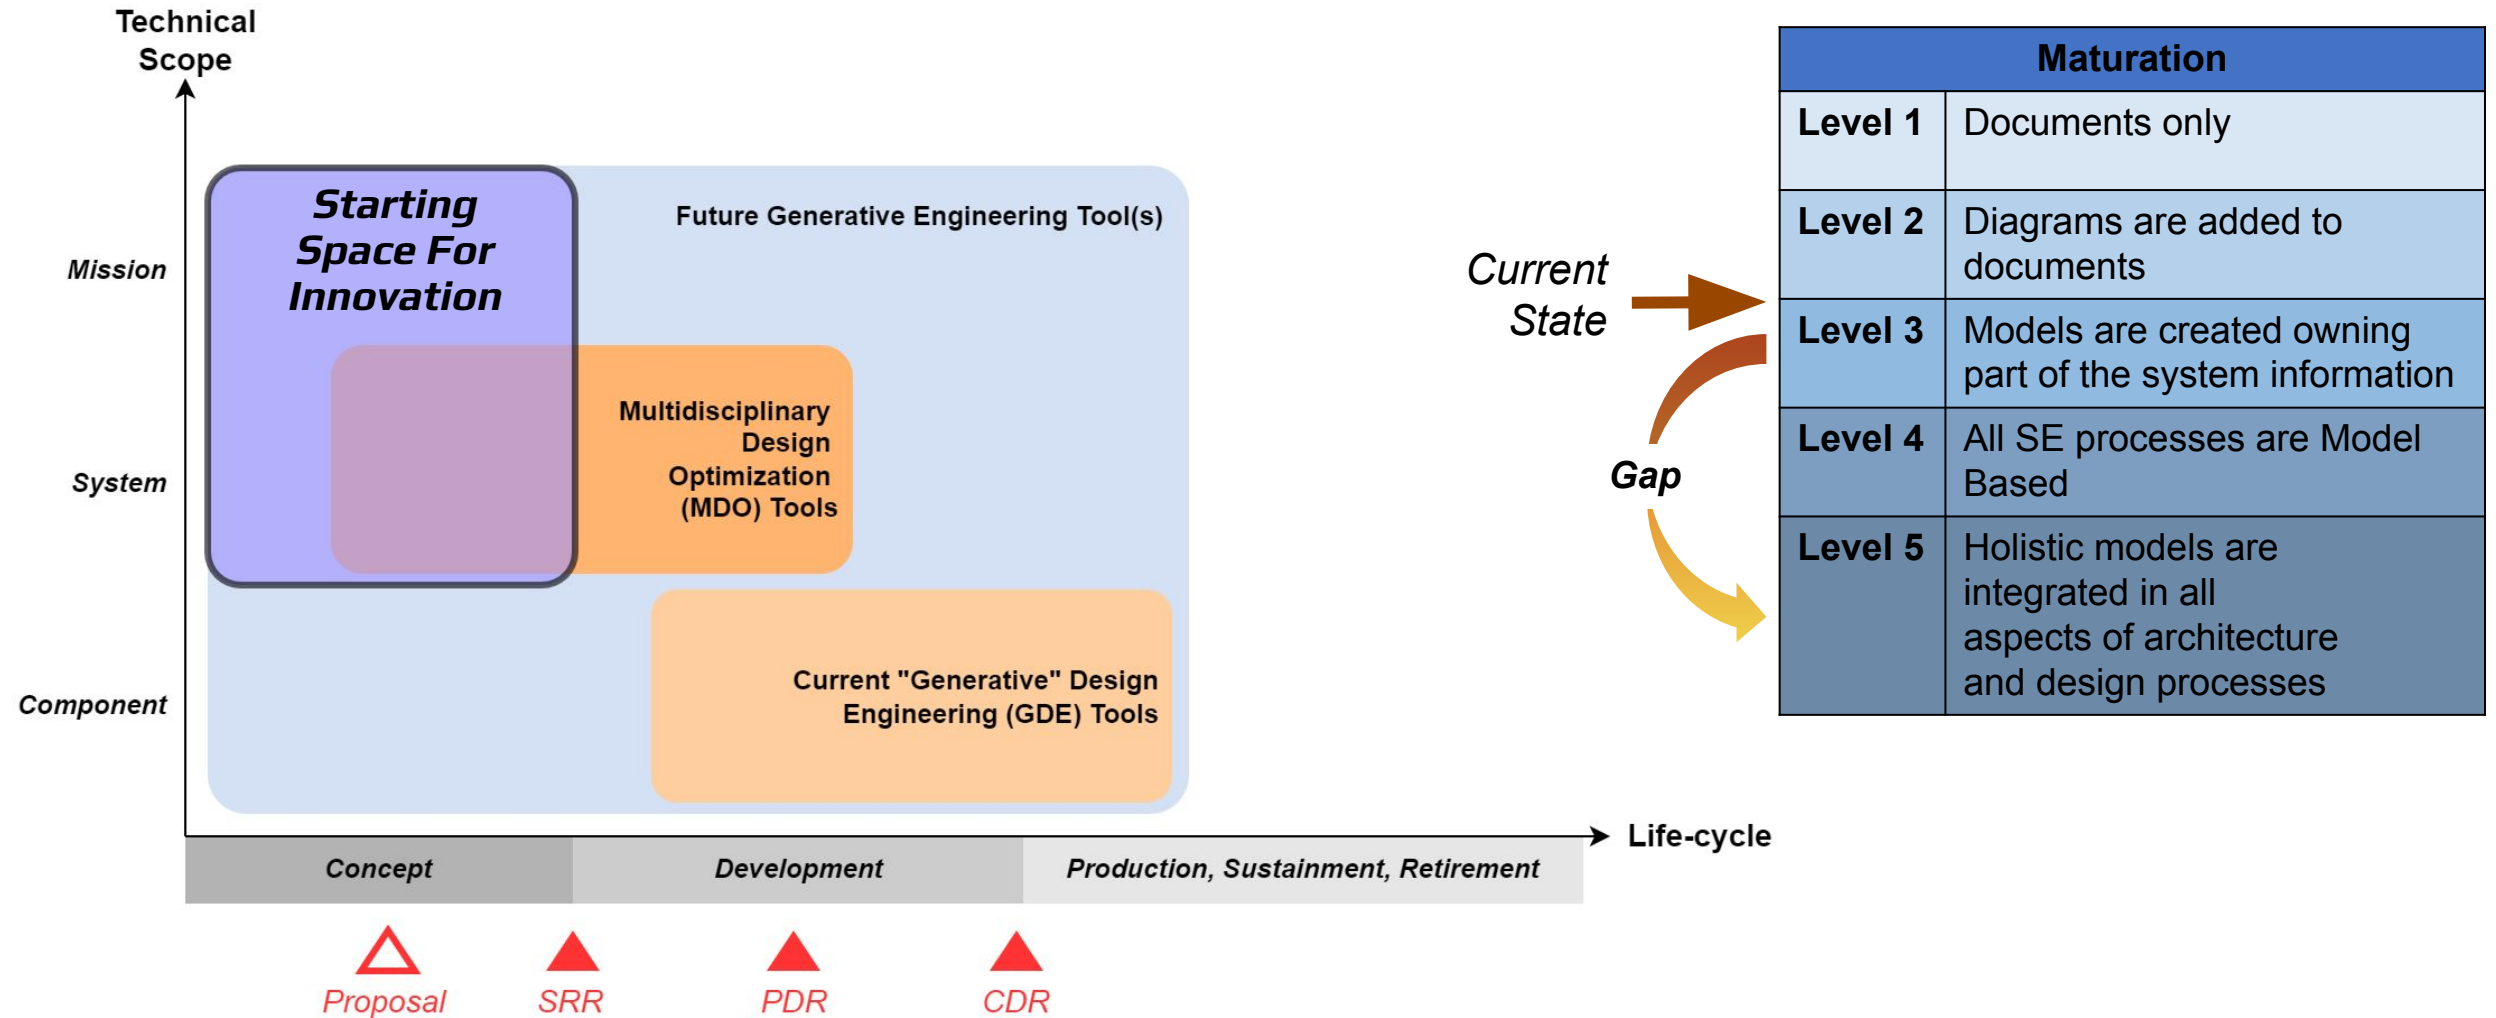 Technical
Scope
Starting
Space For
Innovation
Future Generative Engineering Tool(s)
Mission
Multidisciplinary
Design
Optimization
(MDO) Tools
System
Current "Generative" Design
Engineering (GDE) Tools
Component
Life-cycle
Concept
Development
Production, Sustainment, Retirement
Proposal
SRR
PDR
CDR
Current
State
Gap
Maturation
Level 1
Documents only
Level 2
Diagrams are added to
documents
Level 3
Models are created owning
part of the system information
Level 4
All SE processes are Model
Based
Level 5
Holistic models are
integrated in all
aspects of architecture
and design processes